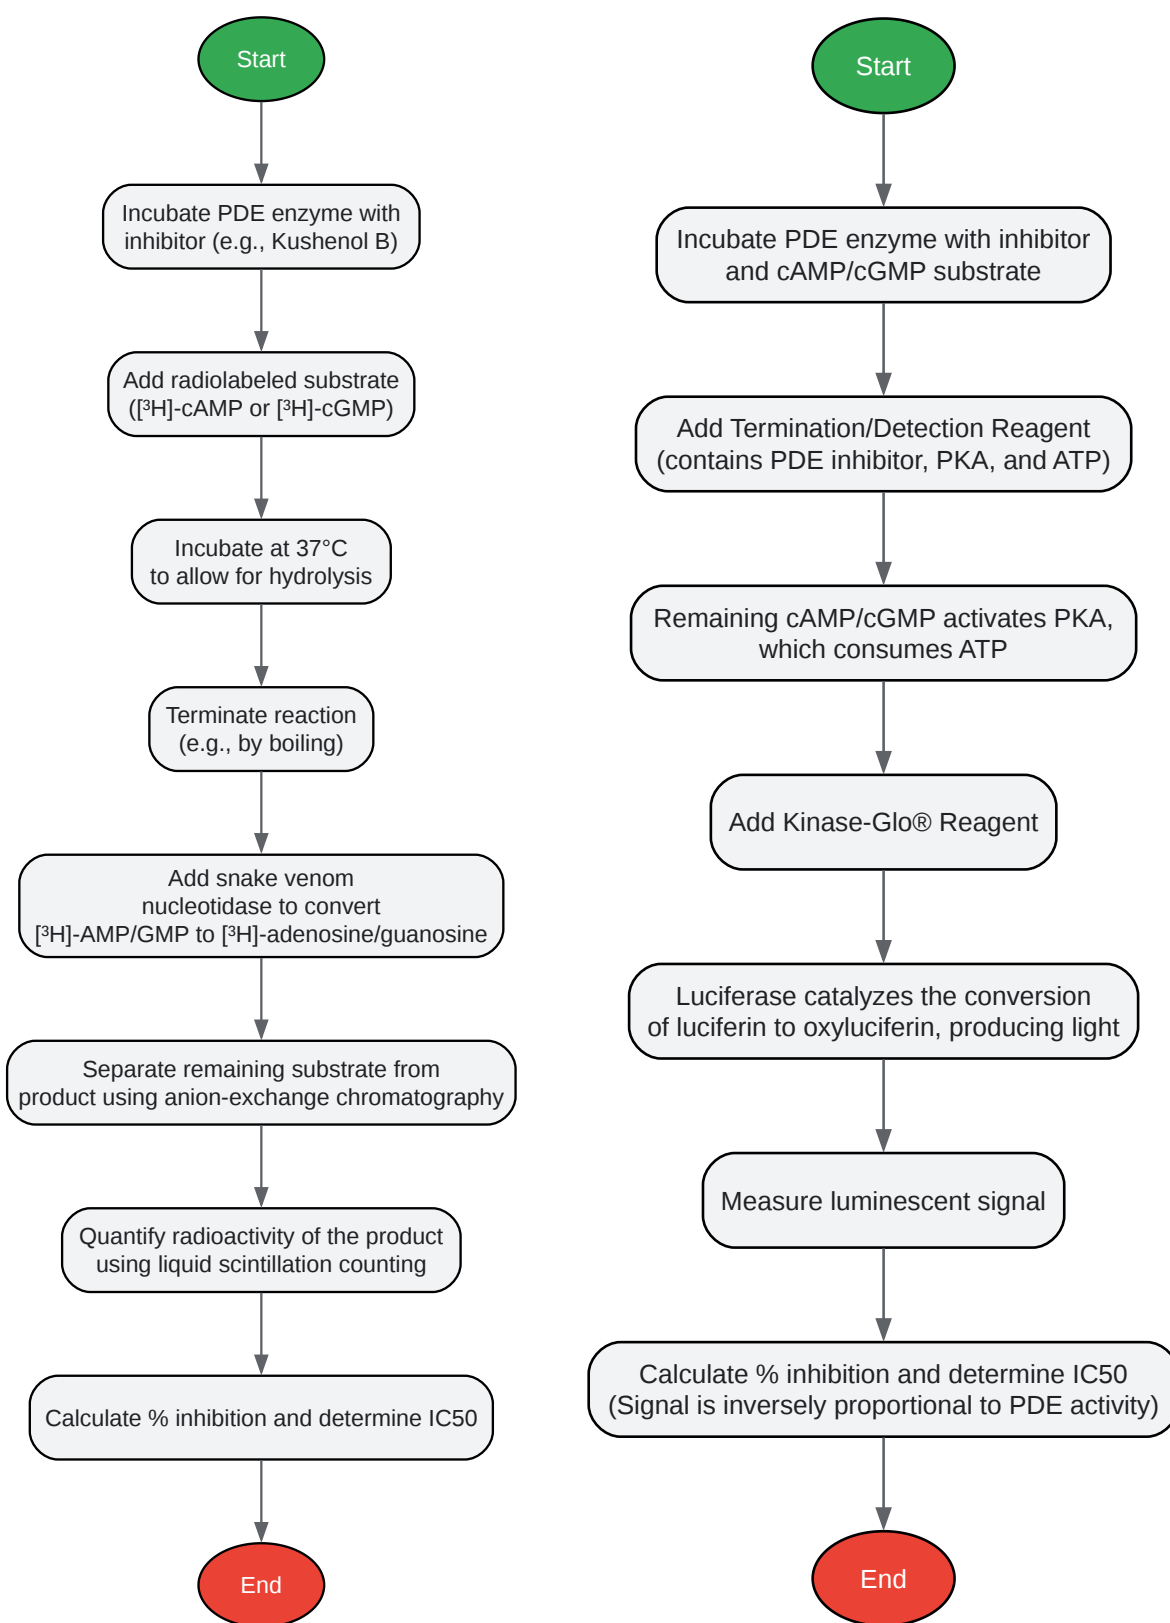 Start
Incubate PDE enzyme with
inhibitor (e.g., Kushenol B)
Add radiolabeled substrate
([³H]-cAMP or [³H]-cGMP)
Incubate at 37°C
to allow for hydrolysis
Terminate reaction
(e.g., by boiling)
Add snake venom
nucleotidase to convert
[³H]-AMP/GMP to [³H]-adenosine/guanosine
Separate remaining substrate from
product using anion-exchange chromatography
Quantify radioactivity of the product
using liquid scintillation counting
Calculate % inhibition and determine IC50
End
Start
Incubate PDE enzyme with inhibitor
and cAMP/cGMP substrate
Add Termination/Detection Reagent
(contains PDE inhibitor, PKA, and ATP)
Remaining cAMP/cGMP activates PKA,
which consumes ATP
Add Kinase-Glo® Reagent
Luciferase catalyzes the conversion
of luciferin to oxyluciferin, producing light
Measure luminescent signal
Calculate % inhibition and determine IC50
(Signal is inversely proportional to PDE activity)
End